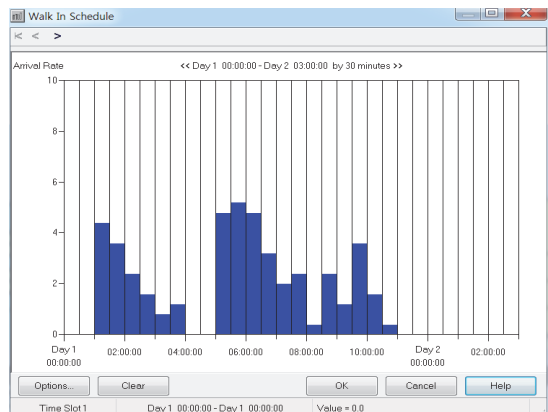 Walk In Schedule
Arrival Rate
<< Day 1 00:00:00 - Day 2 03:00:00 by 30 minutes >>
10
8
6
4
2
0
Day 1
00:00:00
02:00:00
04:00:00
06:00:00
08:00:00
10:00:00
Day 2
00:00:00
02:00:00
Options...
Clear
OK
Cancel
Help
Time Slot 1
Day 1 00:00:00 - Day 1 00:00:00
Value = 0.0